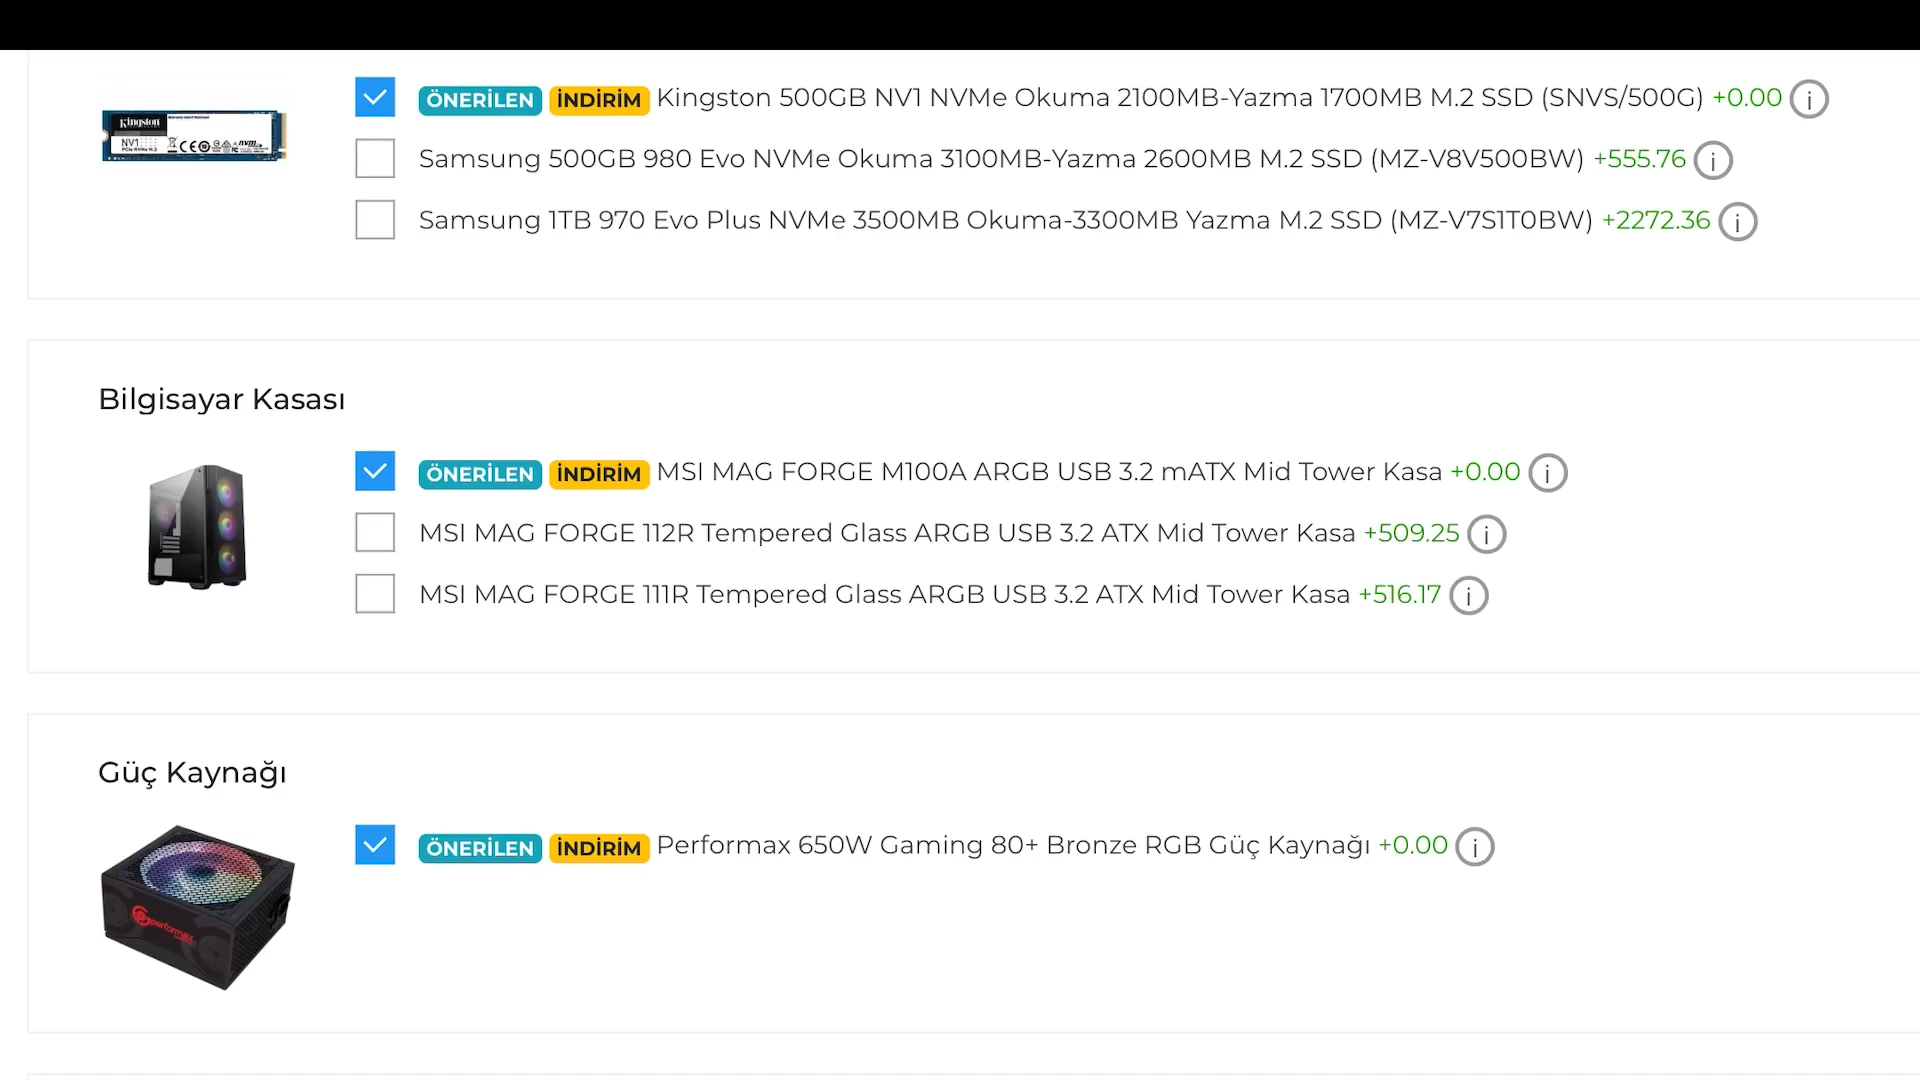 Kingston
NV1
PCIe NVMe M.2
ÖNERİLEN İNDİRİM Kingston 500GB NV1 NVMe Okuma 2100MB-Yazma 1700MB M.2 SSD (SNVS/500G) +0.00 i
Samsung 500GB 980 Evo NVMe Okuma 3100MB-Yazma 2600MB M.2 SSD (MZ-V8V500BW) +555.76 i
Samsung 1TB 970 Evo Plus NVMe 3500MB Okuma-3300MB Yazma M.2 SSD (MZ-V7S1T0BW) +2272.36 i
Bilgisayar Kasası
ÖNERİLEN İNDİRİM MSI MAG FORGE M100A ARGB USB 3.2 mATX Mid Tower Kasa +0.00 i
MSI MAG FORGE 112R Tempered Glass ARGB USB 3.2 ATX Mid Tower Kasa +509.25 i
MSI MAG FORGE 111R Tempered Glass ARGB USB 3.2 ATX Mid Tower Kasa +516.17 i
Güç Kaynağı
ÖNERİLEN İNDİRİM Performax 650W Gaming 80+ Bronze RGB Güç Kaynağı +0.00 i
performax